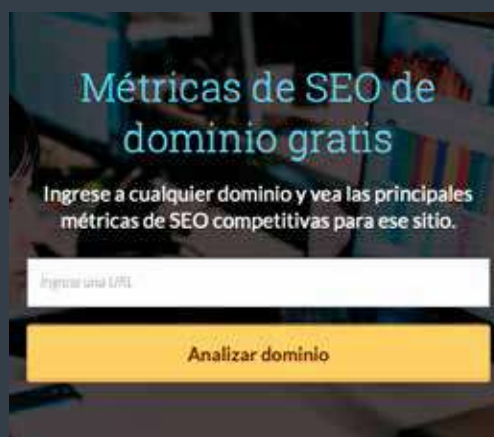 Métricas de SEO de
dominio gratis
Ingrese a cualquier dominio y vea las principales
métricas de SEO competitivas para ese sitio.
Ingrese una URL
Analizar dominio